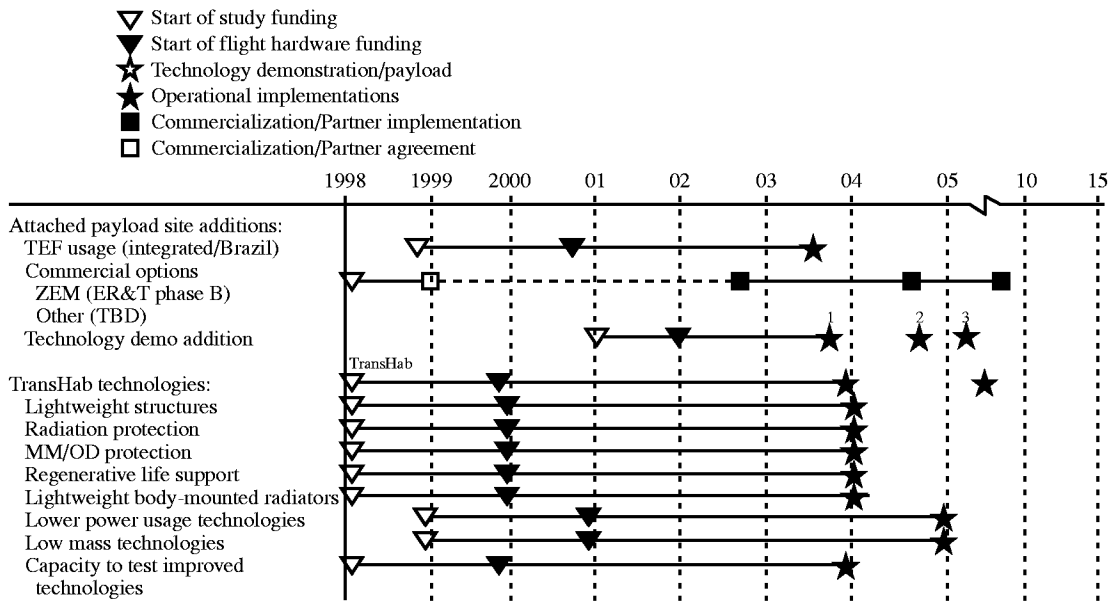 Start of study funding
Start of flight hardware funding
Technology demonstration/payload
Operational implementations
Commercialization/Partner implementation
Commercialization/Partner agreement
1998 1999 2000 01 02 03 04 05 10 15
Attached payload site additions:
TEF usage (integrated/Brazil)
Commercial options
ZEM (ER&T phase B)
Other (TBD)
1 2 3
Technology demo addition
TransHab
TransHab technologies:
Lightweight structures
Radiation protection
MM/OD protection
Regenerative life support
Lightweight body-mounted radiators
Lower power usage technologies
Low mass technologies
Capacity to test improved
technologies